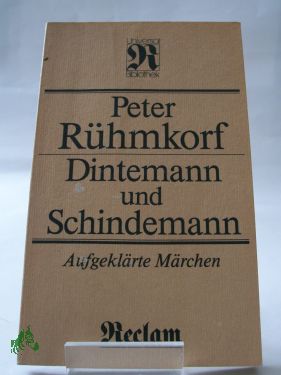 Universal
R
Bibliothek
Peter
Rühmkorf
Dintemann
und
Schindemann
Aufgeklärte Märchen
Reclam